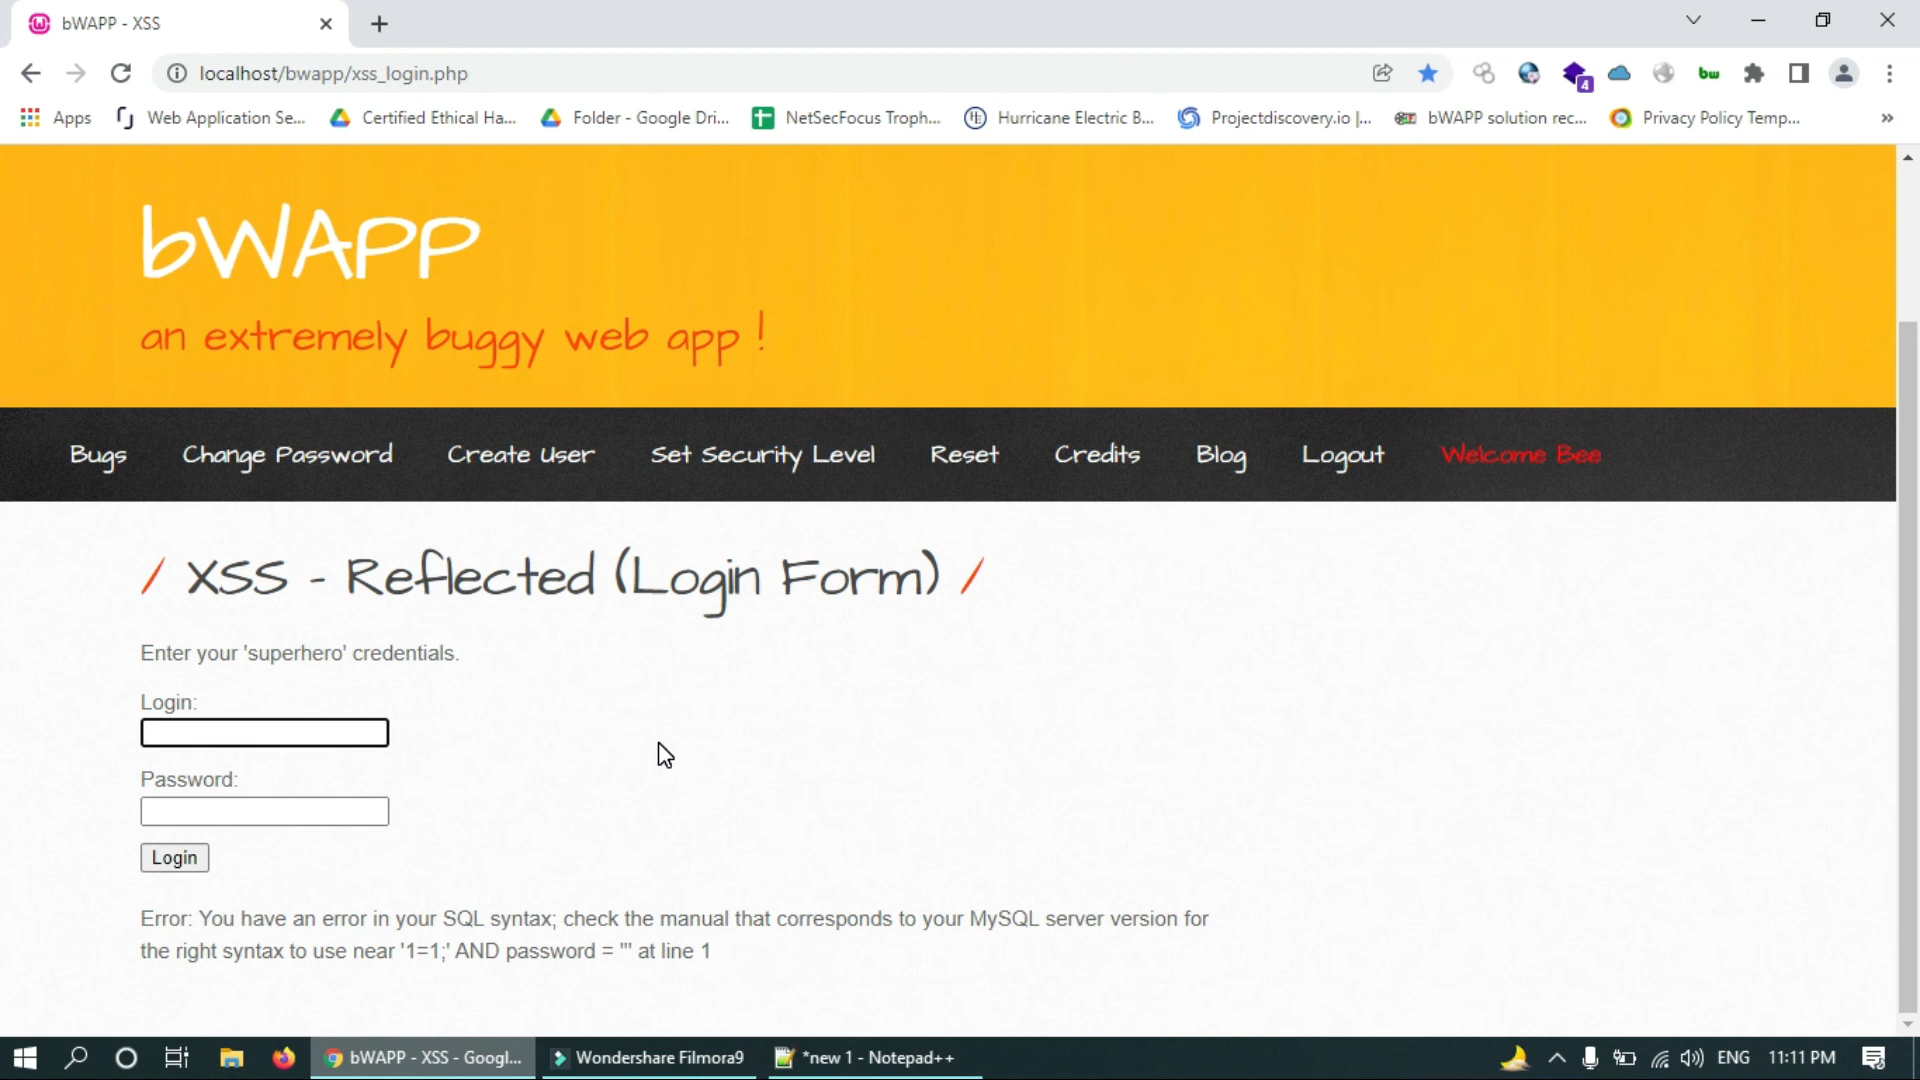 bWAPP - XSS
localhost/bwapp/xss_login.php
4
bw
Apps
Web Application Se...
Certified Ethical Ha...
Folder - Google Dri...
NetSecFocus Troph...
Hurricane Electric B...
Projectdiscovery.io |...
bWAPP solution rec...
Privacy Policy Temp...
bWAPP
an extremely buggy web app !
Bugs
Change Password
Create User
Set Security Level
Reset
Credits
Blog
Logout
Welcome Bee
/ XSS - Reflected (Login Form) /
Enter your 'superhero' credentials.
Login:
Password:
Login
Error: You have an error in your SQL syntax; check the manual that corresponds to your MySQL server version for
the right syntax to use near '1=1;' AND password = ''' at line 1
bWAPP - XSS - Googl...
Wondershare Filmora9
*new 1 - Notepad++
ENG
11:11 PM